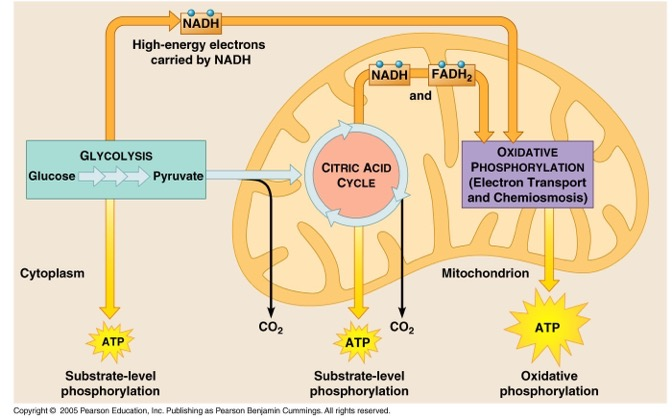 NADH
High-energy electrons
carried by NADH
NADH
FADH₂
and
GLYCOLYSIS
Glucose
Pyruvate
CITRIC ACID
CYCLE
OXIDATIVE
PHOSPHORYLATION
(Electron Transport
and Chemiosmosis)
Cytoplasm
Mitochondrion
CO₂
CO₂
ATP
ATP
ATP
Substrate-level
phosphorylation
Substrate-level
phosphorylation
Oxidative
phosphorylation
Copyright © 2005 Pearson Education, Inc. Publishing as Pearson Benjamin Cummings. All rights reserved.